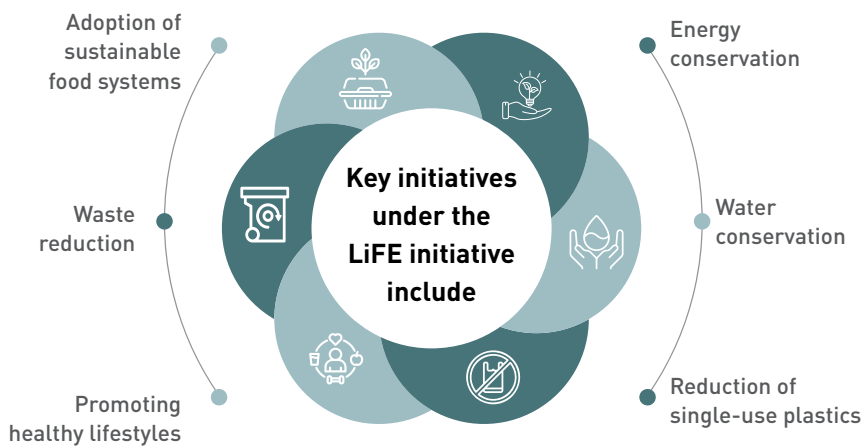 Adoption of
sustainable
food systems
Energy
conservation
Key initiatives
under the
LiFE initiative
include
Waste
reduction
Water
conservation
Promoting
healthy lifestyles
Reduction of
single-use plastics